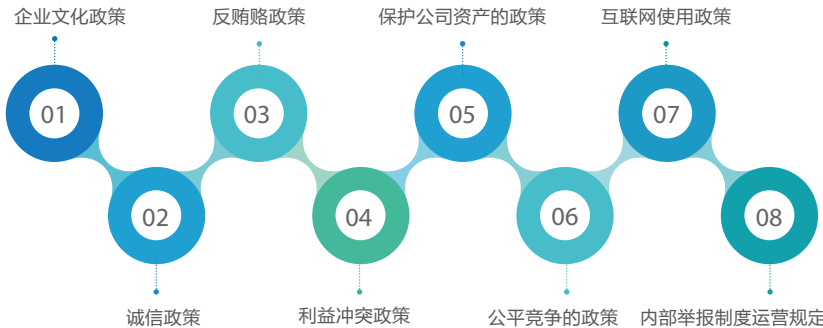 企业文化政策
反贿赂政策
保护公司资产的政策
互联网使用政策
01
03
05
07
02
04
06
08
诚信政策
利益冲突政策
公平竞争的政策
内部举报制度运营规定